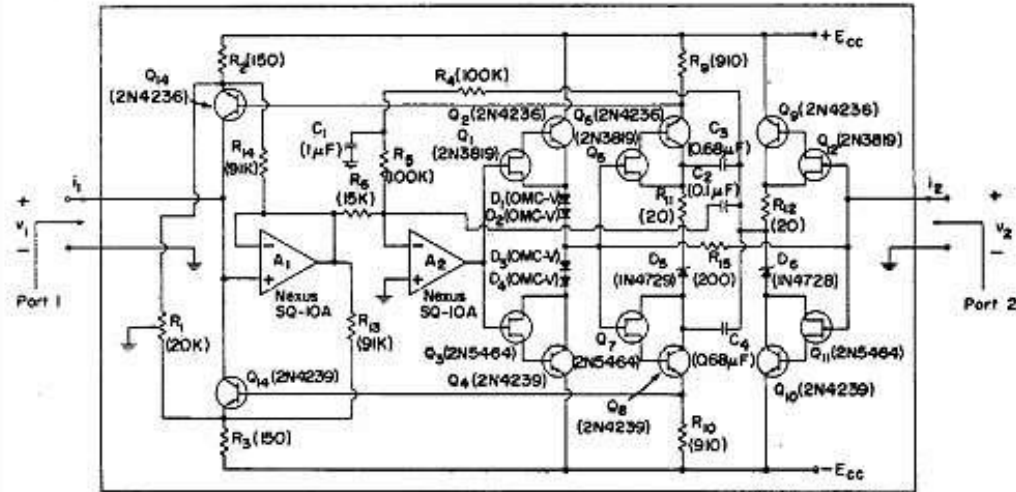 +Ecc
R2(150)
R9(910)
Q14
(2N4236)
R4(100K)
Q2(2N4236)
Q6(2N4236)
Q9(2N4236)
C1
(1μF)
Q1
(2N3819)
(2N3819)
Q5
C3
(0.68μF)
Q12
(2N3819)
R14
(91K)
R5
(100K)
R6
(15K)
C2
(0.1μF)
i1
i2
D1(OMC-V)
D2(OMC-V)
R11
(20)
R12
(20)
+
v1
−
+
v2
−
Port 1
Port 2
−
A1
+
Nexus
SQ-10A
−
A2
+
Nexus
SQ-10A
D3(OMC-V)
D4(OMC-V)
D5
(1N4729)
R15
(200)
D6
(1N4728)
R1
(20K)
R13
(91K)
Q3(2N5464)
Q7
(2N5464)
C4
(0.68μF)
Q11(2N5464)
Q14(2N4239)
Q4(2N4239)
Q8
(2N4239)
Q10(2N4239)
R3(150)
R10
(910)
−Ecc